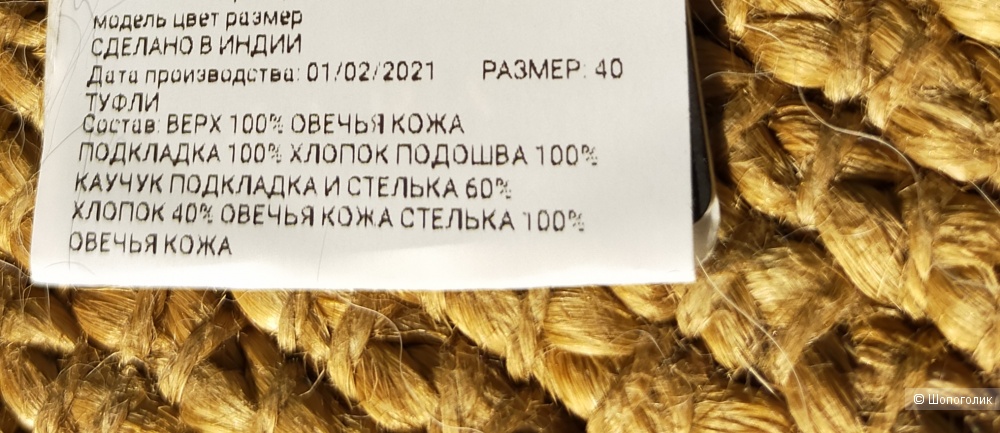 модель цвет размер
СДЕЛАНО В ИНДИИ
Дата производства: 01/02/2021 РАЗМЕР: 40
ТУФЛИ
Состав: ВЕРХ 100% ОВЕЧЬЯ КОЖА
ПОДКЛАДКА 100% ХЛОПОК ПОДОШВА 100%
КАУЧУК ПОДКЛАДКА И СТЕЛЬКА 60%
ХЛОПОК 40% ОВЕЧЬЯ КОЖА СТЕЛЬКА 100%
ОВЕЧЬЯ КОЖА
© Шопоголик